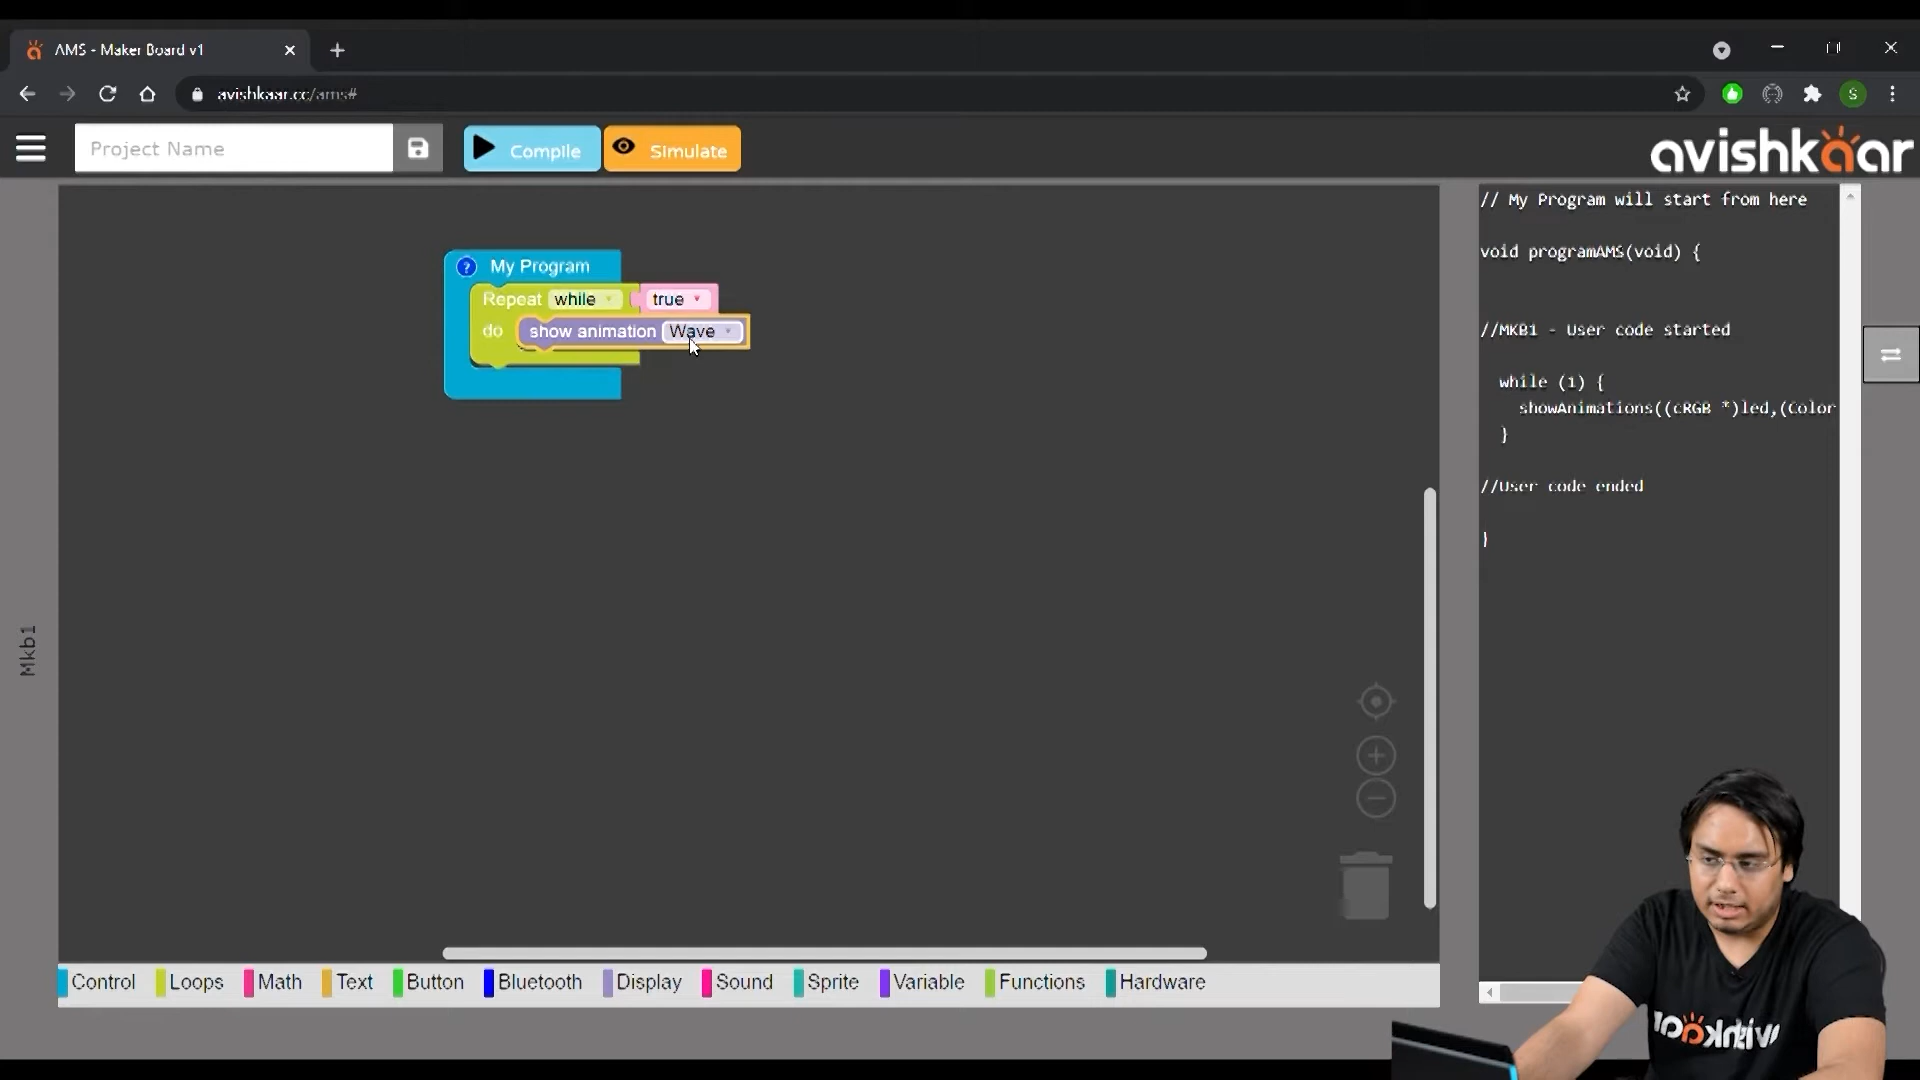 AMS - Maker Board v1
avishkaar.cc/ams#
S
Project Name
Compile
Simulate
avishkaar
? My Program
Repeat while true
do show animation Wave
// My Program will start from here
void programAMS(void) {
//MKB1 - User code started
while (1) {
showAnimations((cRGB *)led,(Color
}
//User code ended
}
Mkb1
Control Loops Math Text Button Bluetooth Display Sound Sprite Variable Functions Hardware
avishkaar